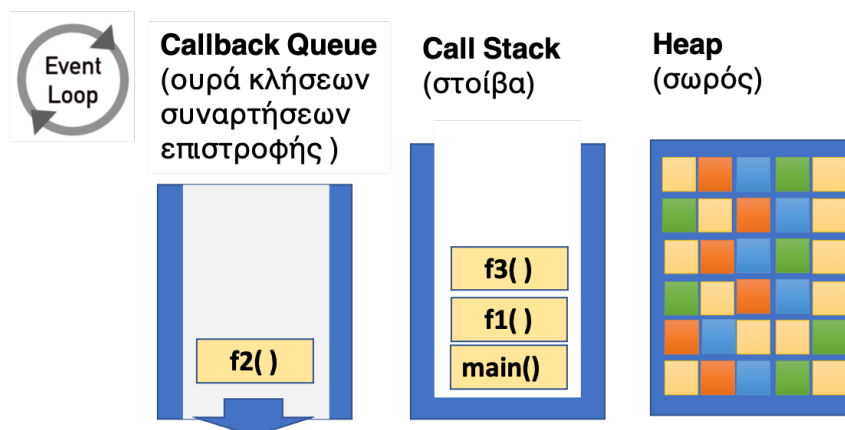 Event
Loop
Callback Queue
(ουρά κλήσεων
συναρτήσεων
επιστροφής )
f2( )
Call Stack
(στοίβα)
f3( )
f1( )
main()
Heap
(σωρός)